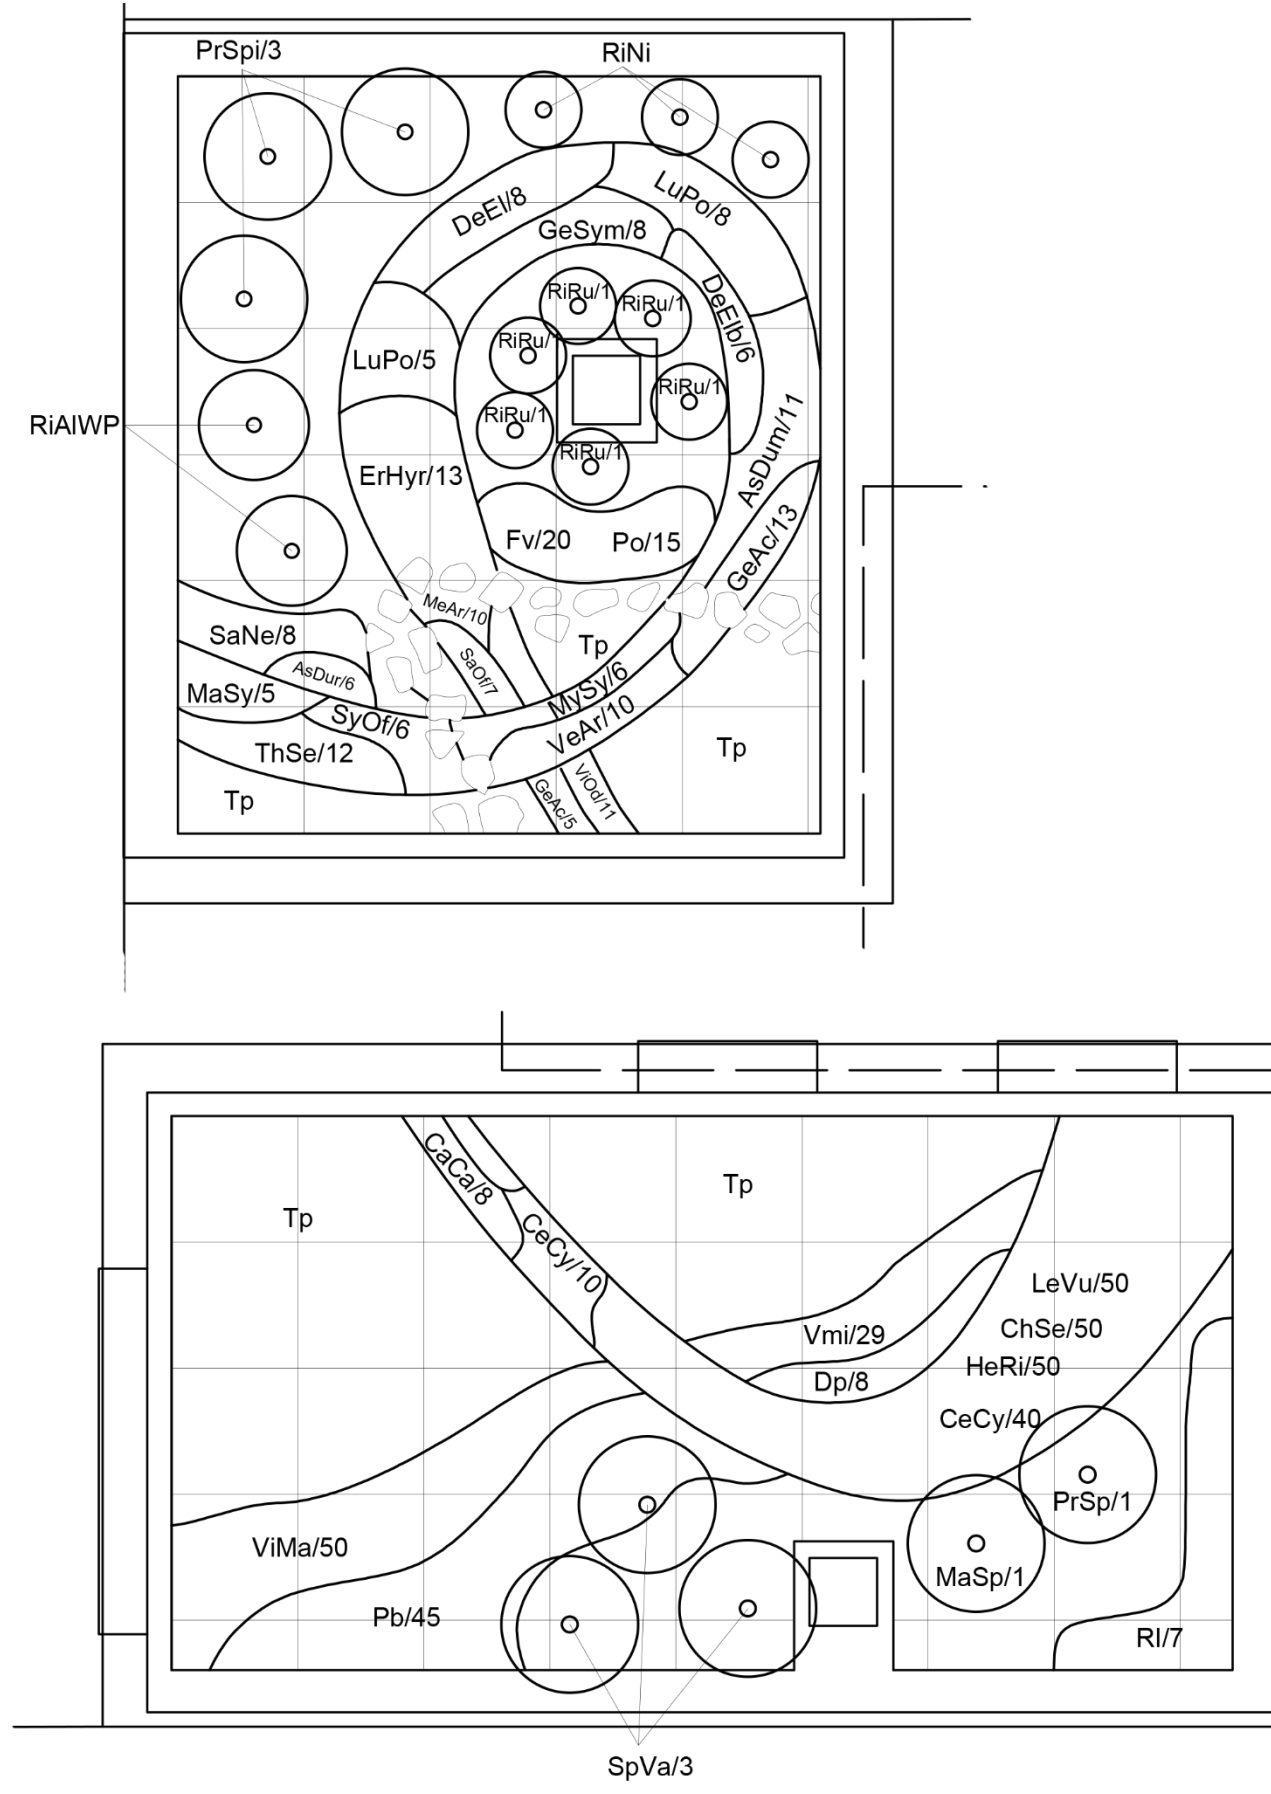 PrSpi/3
RiNi
DeEl/8
LuPo/8
GeSym/8
RiRu/1
RiRu/1
DeElb/6
RiRu/1
LuPo/5
RiRu/1
RiRu/1
RiAlWP
RiRu/1
AsDum/11
ErHyr/13
Fv/20
Po/15
GeAc/13
MeAr/10
SaNe/8
Tp
AsDur/6
SaOf/7
MaSy/5
MySy/6
SyOf/6
VeAr/10
ThSe/12
Tp
Tp
GeAc/5
ViOd/11
CaCa/8
Tp
Tp
CeCy/10
LeVu/50
ChSe/50
Vmi/29
HeRi/50
Dp/8
CeCy/40
PrSp/1
ViMa/50
MaSp/1
Pb/45
Rl/7
SpVa/3